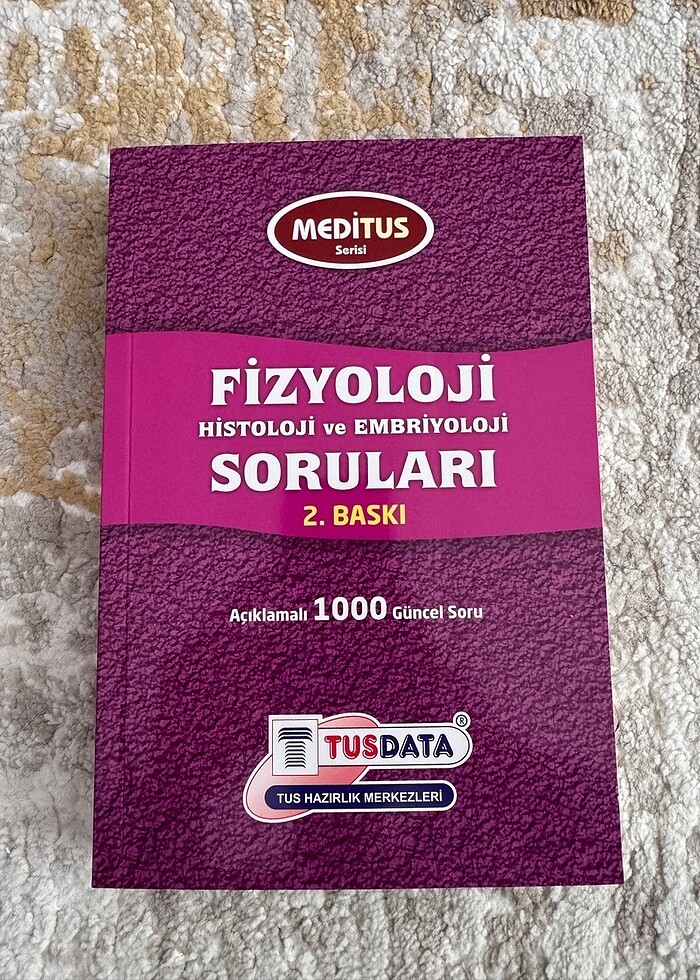 MEDİTUS
Serisi
FİZYOLOJİ
HİSTOLOJİ ve EMBRİYOLOJİ
SORULARI
2. BASKI
Açıklamalı 1000 Güncel Soru
TUSDATA®
TUS HAZIRLIK MERKEZLERİ